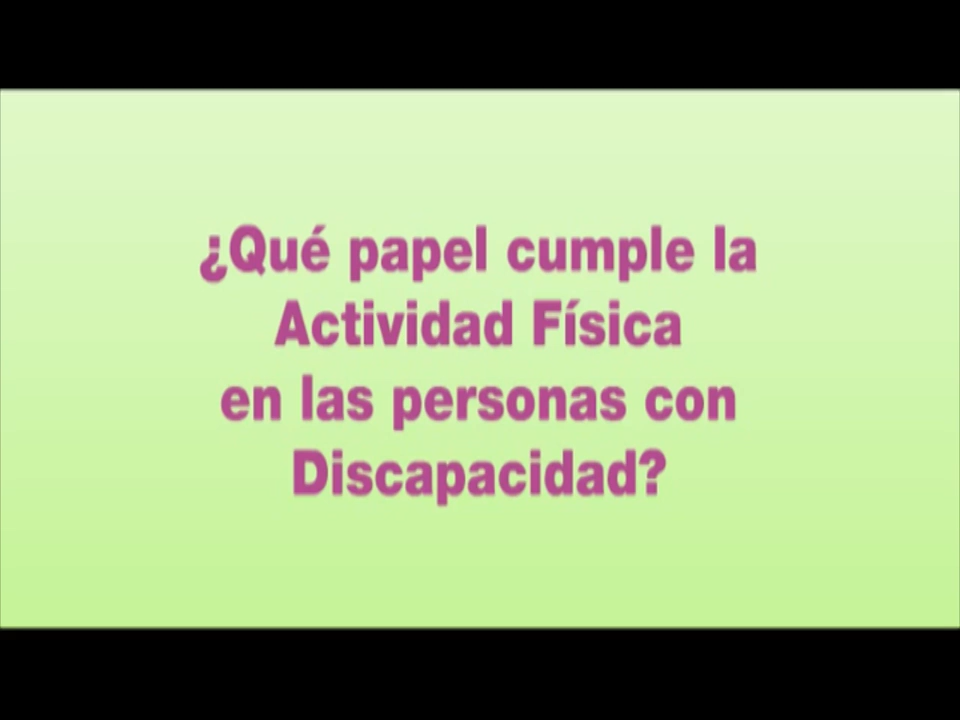 ¿Qué papel cumple la
Actividad Física
en las personas con
Discapacidad?